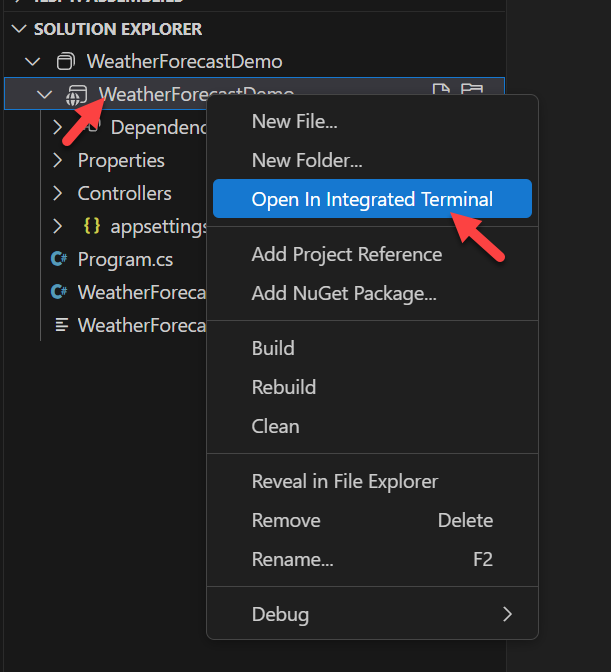 SOLUTION EXPLORER
WeatherForecastDemo
WeatherForecastDemo
Dependenc
Properties
Controllers
{} appsettings
C# Program.cs
C# WeatherForeca
WeatherForeca
New File...
New Folder...
Open In Integrated Terminal
Add Project Reference
Add NuGet Package...
Build
Rebuild
Clean
Reveal in File Explorer
Remove Delete
Rename... F2
Debug